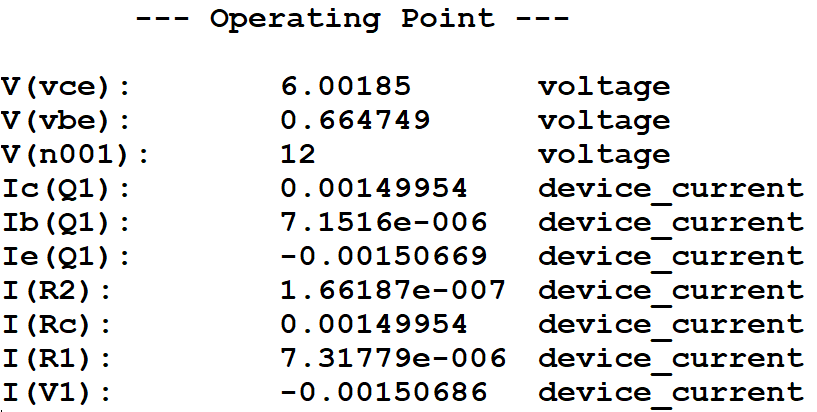 --- Operating Point ---
V(vce): 6.00185 voltage
V(vbe): 0.664749 voltage
V(n001): 12 voltage
Ic(Q1): 0.00149954 device_current
Ib(Q1): 7.1516e-006 device_current
Ie(Q1): -0.00150669 device_current
I(R2): 1.66187e-007 device_current
I(Rc): 0.00149954 device_current
I(R1): 7.31779e-006 device_current
I(V1): -0.00150686 device_current